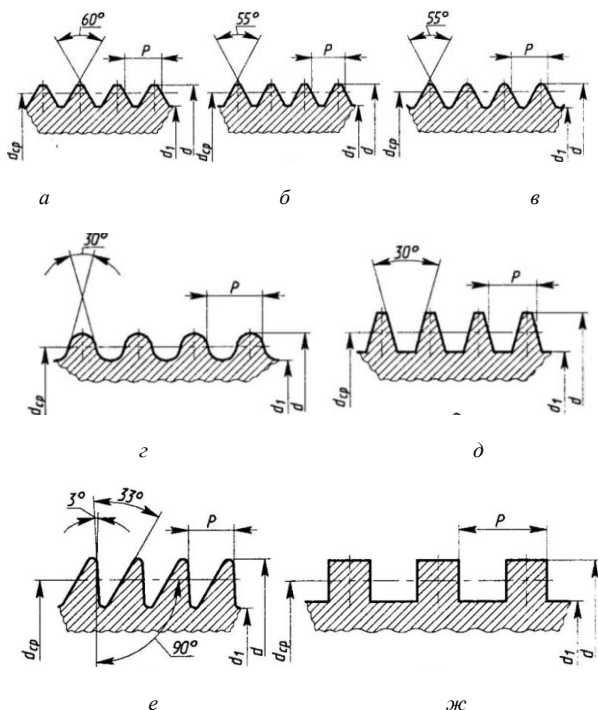 60° P dср d₁ d
55° P dср d₁ d
55° P dср d₁ d
а б в
30° P dср d₁ d
30° P dср d₁ d
г д
3° 33° P dср d₁ d 90°
P dср d₁ d
е ж